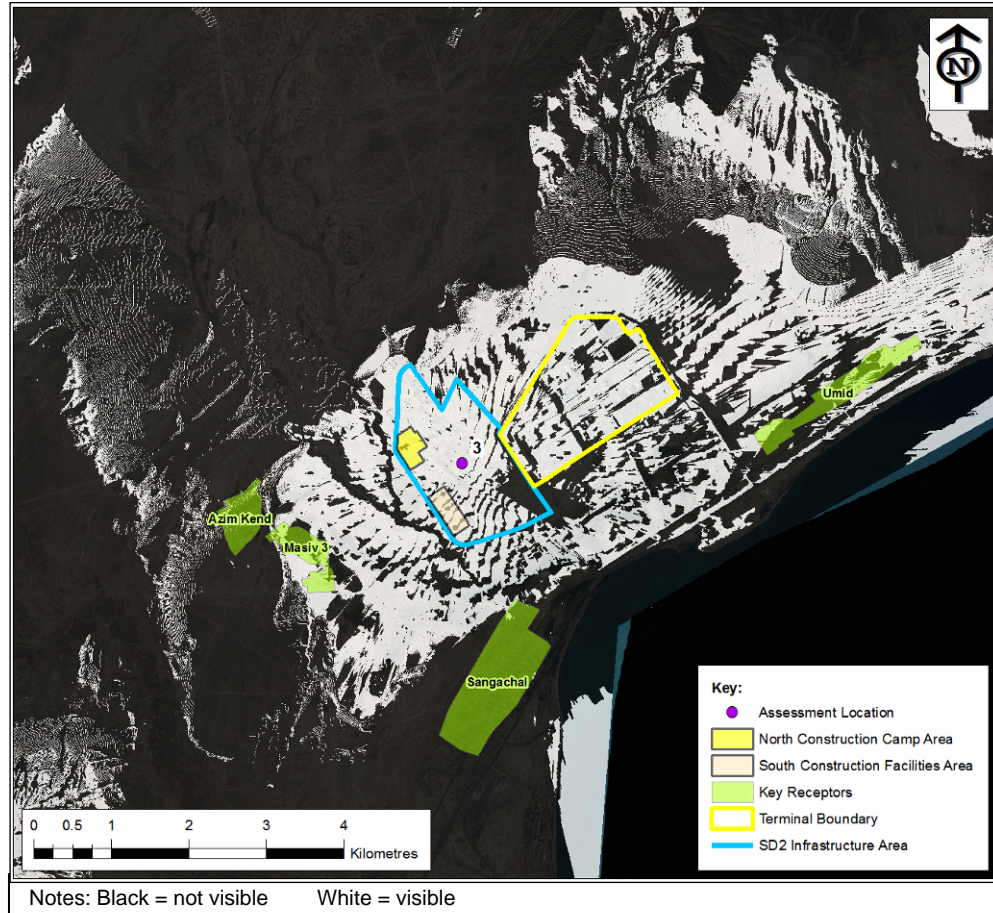 N
3
Umid
Azim Kend
Masiv 3
Sangachal
Key:
Assessment Location
North Construction Camp Area
South Construction Facilities Area
Key Receptors
Terminal Boundary
SD2 Infrastructure Area
0 0.5 1 2 3 4
Kilometres
Notes: Black = not visible White = visible